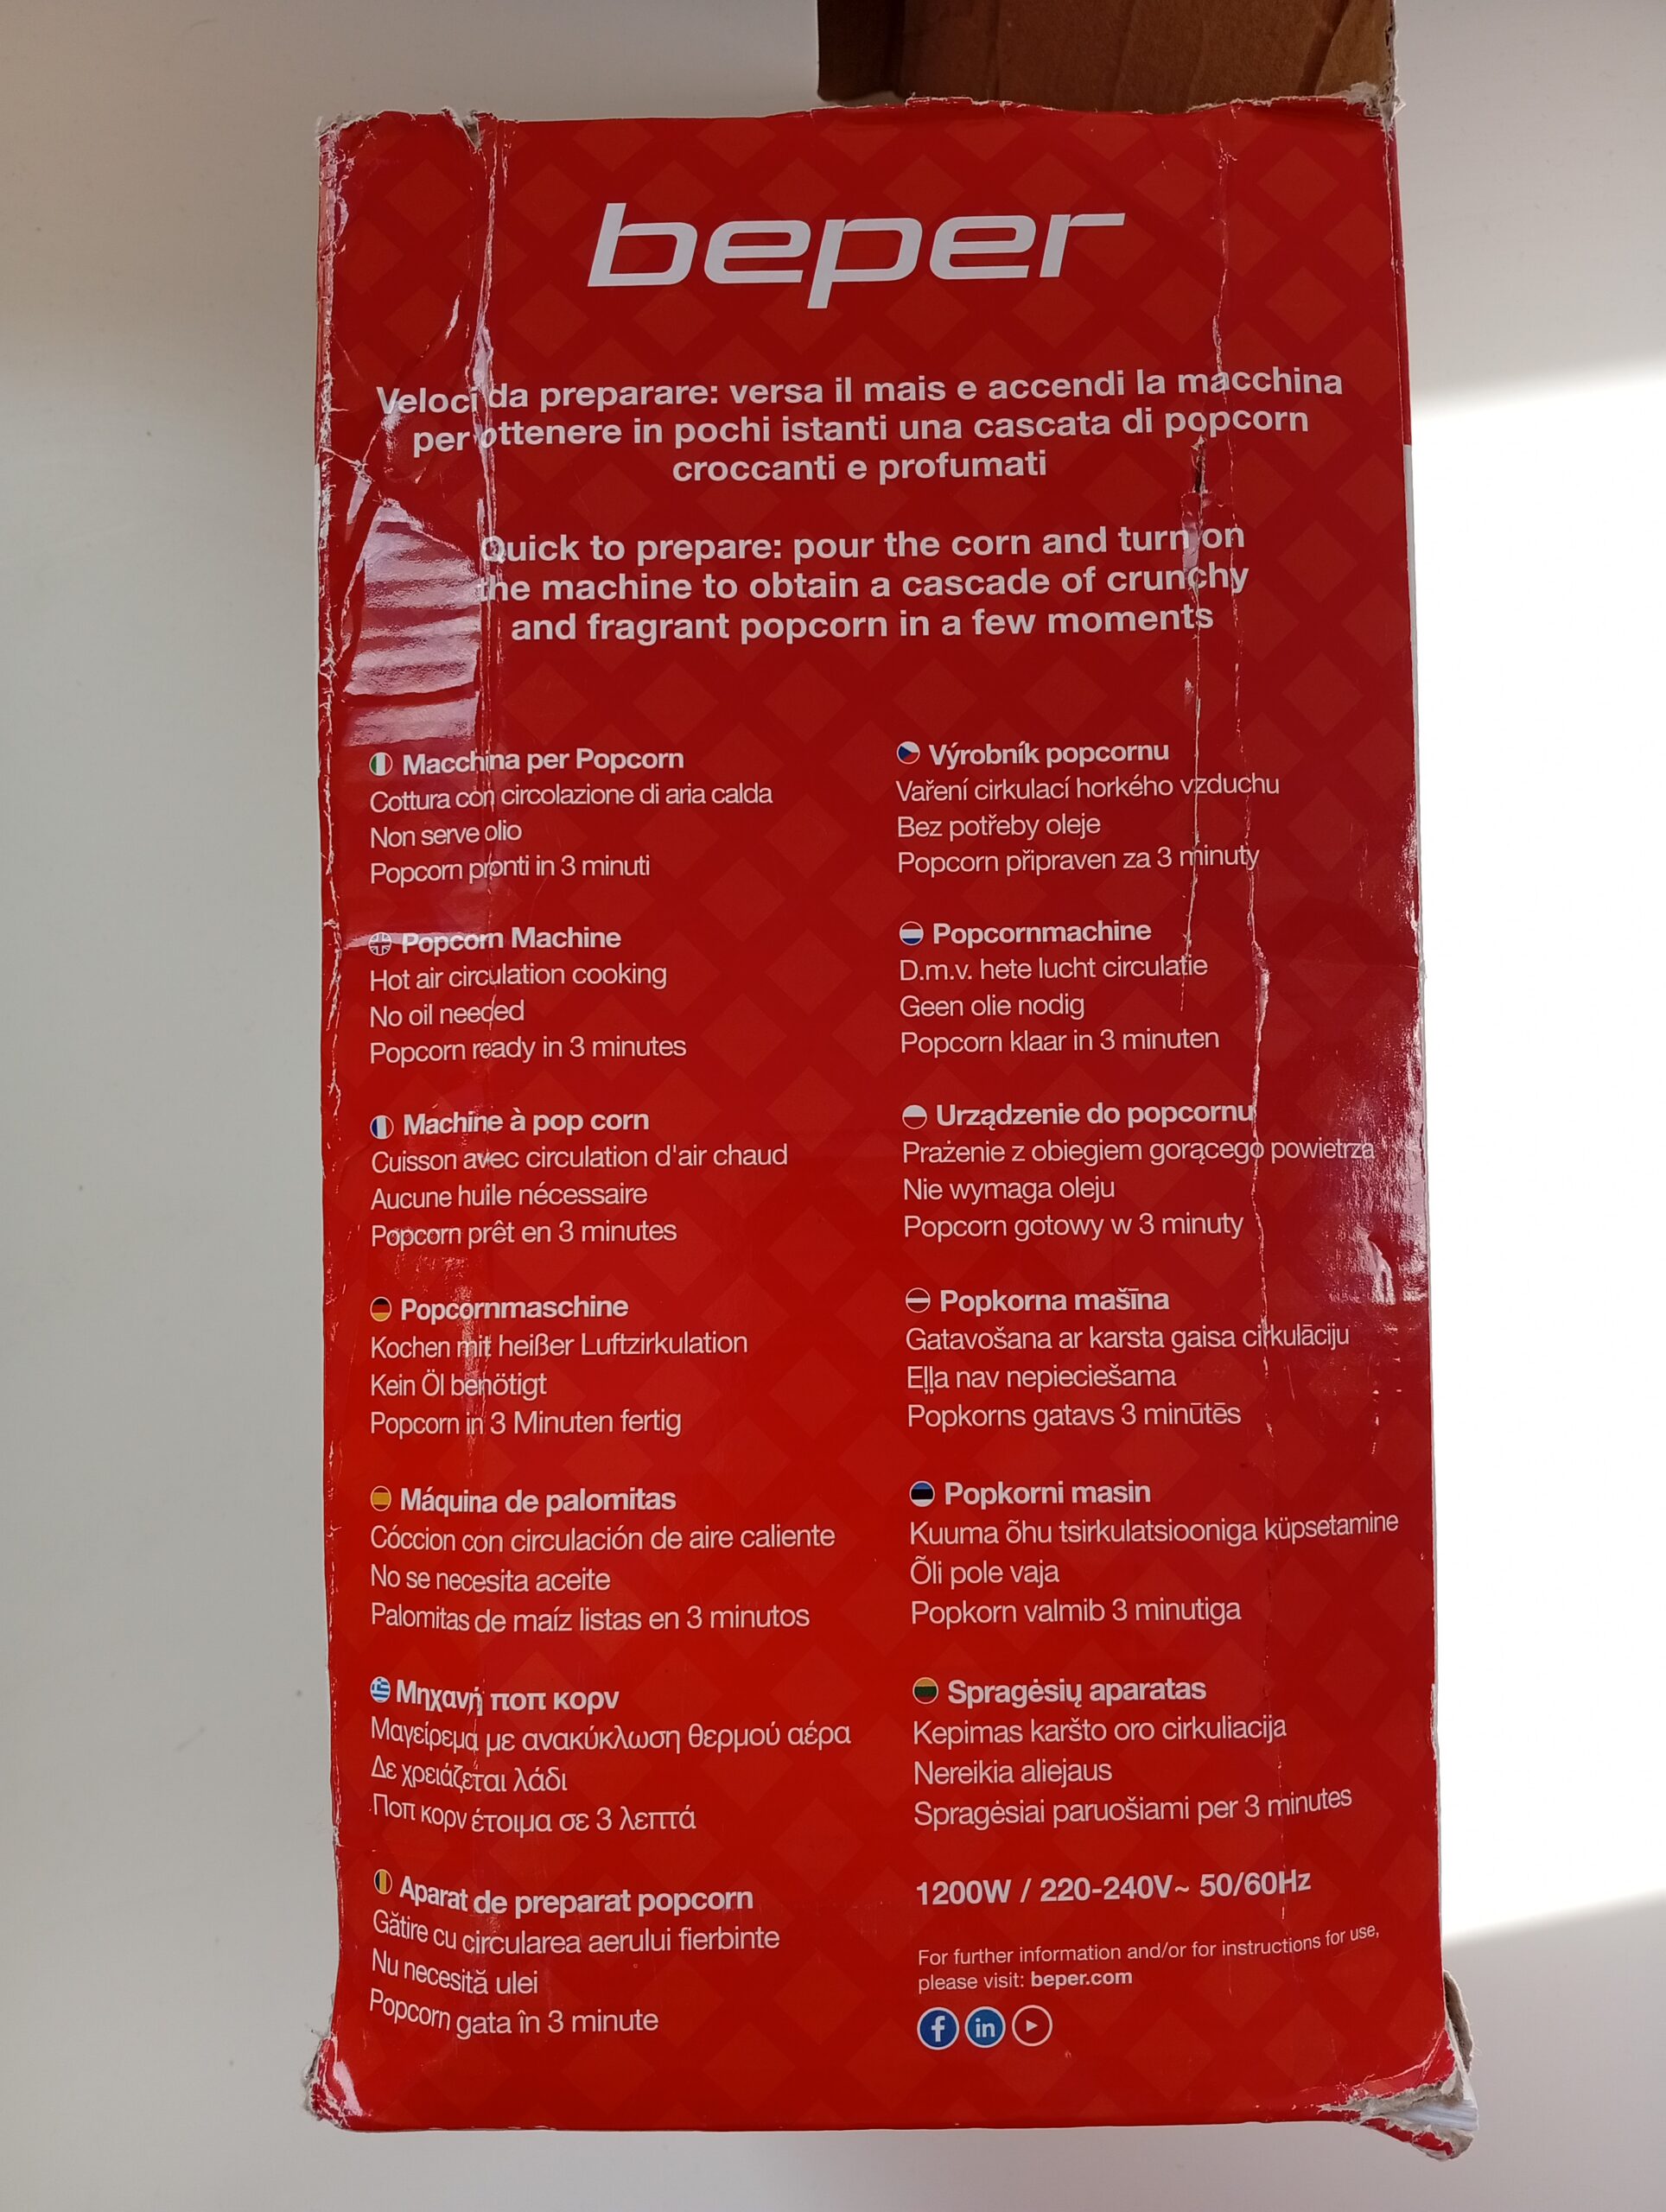 beper
Veloci da preparare: versa il mais e accendi la macchina
per ottenere in pochi istanti una cascata di popcorn
croccanti e profumati
Quick to prepare: pour the corn and turn on
the machine to obtain a cascade of crunchy
and fragrant popcorn in a few moments
Macchina per Popcorn
Cottura con circolazione di aria calda
Non serve olio
Popcorn pronti in 3 minuti
Popcorn Machine
Hot air circulation cooking
No oil needed
Popcorn ready in 3 minutes
Machine à pop corn
Cuisson avec circulation d'air chaud
Aucune huile nécessaire
Popcorn prêt en 3 minutes
Popcornmaschine
Kochen mit heißer Luftzirkulation
Kein Öl benötigt
Popcorn in 3 Minuten fertig
Máquina de palomitas
Cóccion con circulación de aire caliente
No se necesita aceite
Palomitas de maíz listas en 3 minutos
Μηχανή ποπ κορν
Μαγείρεμα με ανακύκλωση θερμού αέρα
Δε χρειάζεται λάδι
Ποπ κορν έτοιμα σε 3 λεπτά
Aparat de preparat popcorn
Gătire cu circularea aerului fierbinte
Nu necesită ulei
Popcorn gata în 3 minute
Výrobník popcornu
Vaření cirkulací horkého vzduchu
Bez potřeby oleje
Popcorn připraven za 3 minuty
Popcornmachine
D.m.v. hete lucht circulatie
Geen olie nodig
Popcorn klaar in 3 minuten
Urządzenie do popcornu
Prażenie z obiegiem gorącego powietrza
Nie wymaga oleju
Popcorn gotowy w 3 minuty
Popkorna mašīna
Gatavošana ar karsta gaisa cirkulāciju
Eļļa nav nepieciešama
Popkorns gatavs 3 minūtēs
Popkorni masin
Kuuma õhu tsirkulatsiooniga küpsetamine
Õli pole vaja
Popkorn valmib 3 minutiga
Spragėsių aparatas
Kepimas karšto oro cirkuliacija
Nereikia aliejaus
Spragėsiai paruošiami per 3 minutes
1200W / 220-240V~ 50/60Hz
For further information and/or for instructions for use,
please visit: beper.com
f in